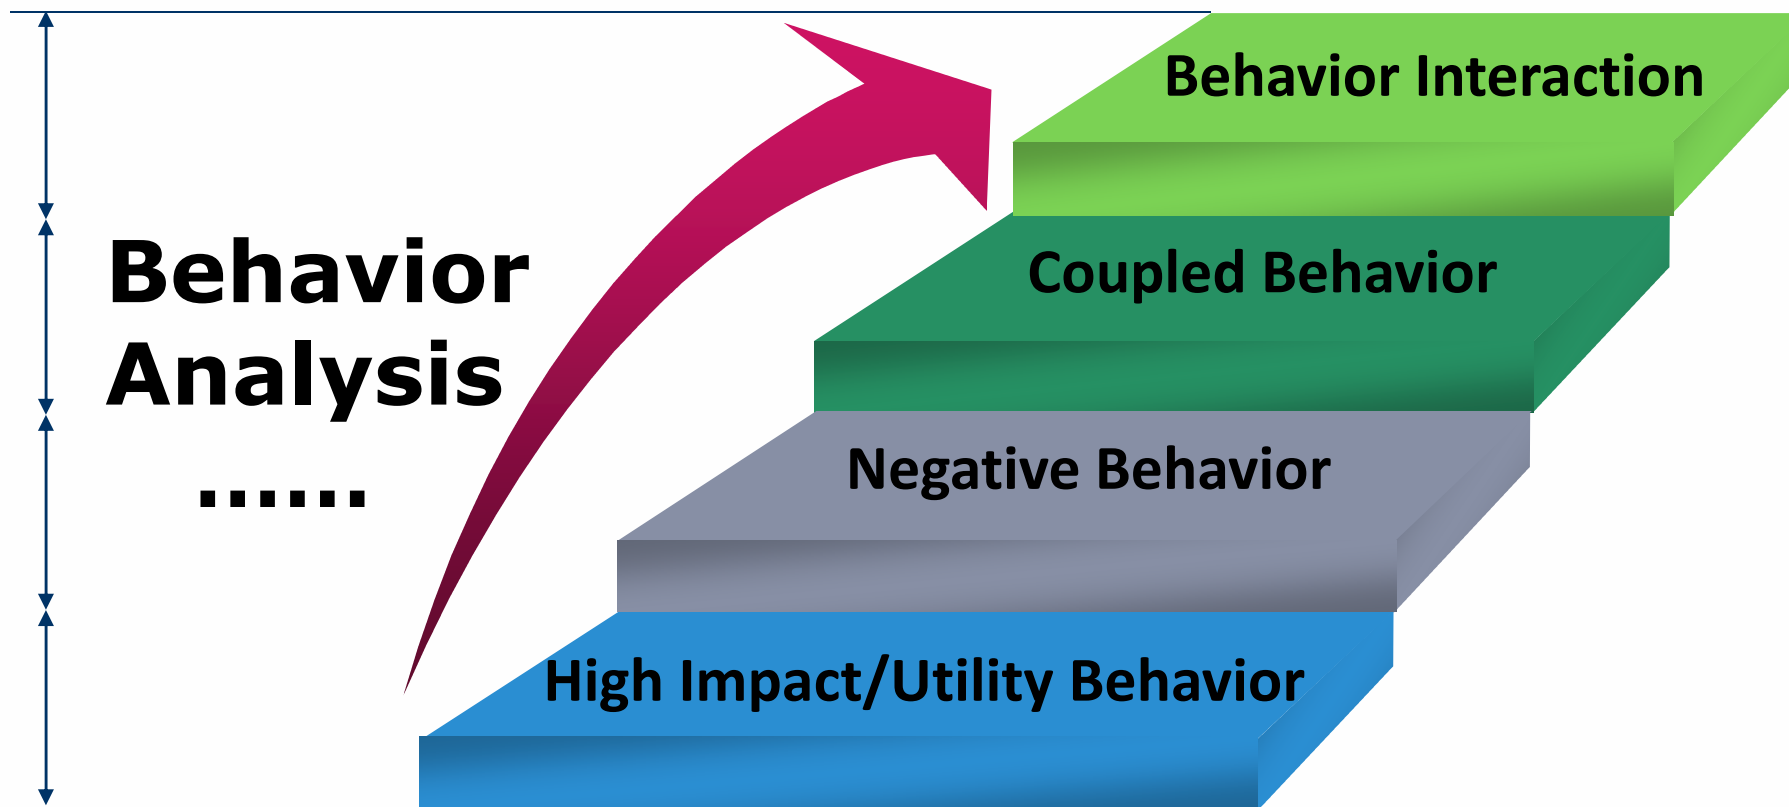 Behavior Interaction
Behavior
Analysis
......
Coupled Behavior
Negative Behavior
High Impact/Utility Behavior